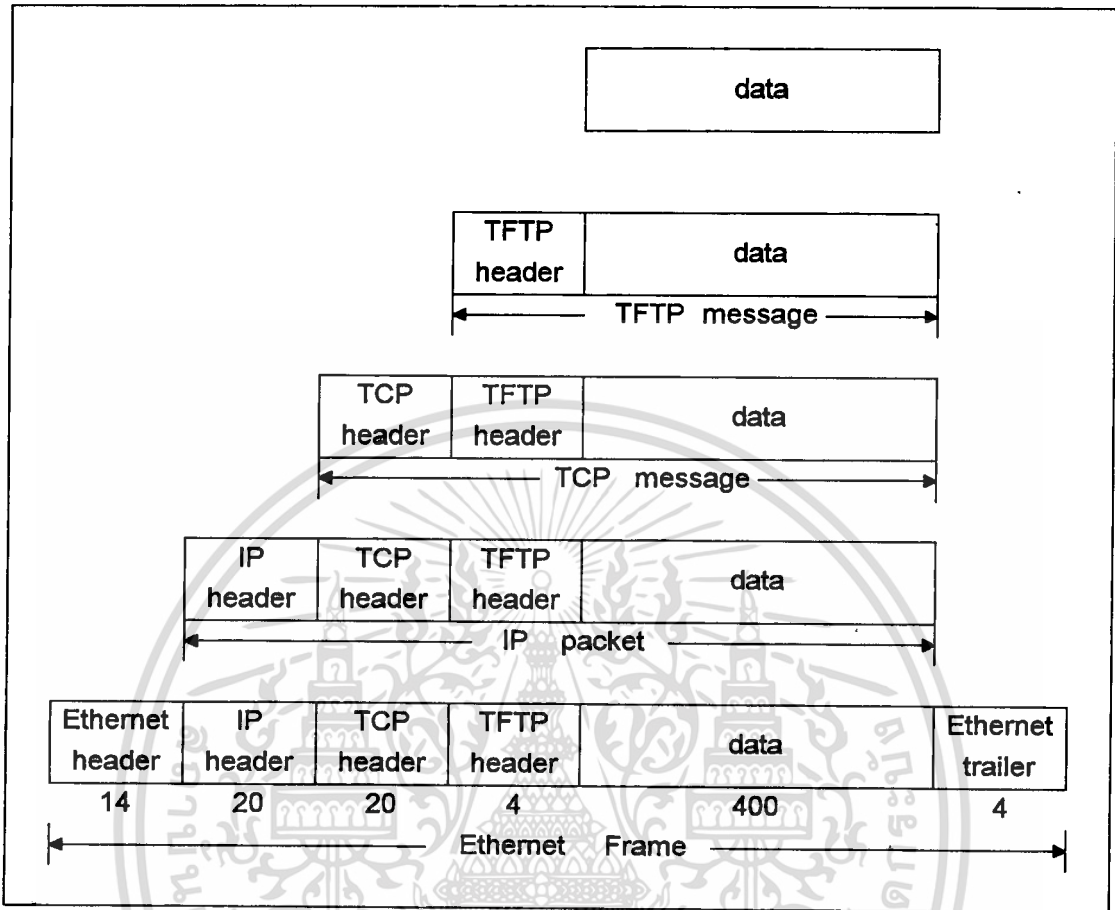 data
TFTP header data
TFTP message
TCP header TFTP header data
TCP message
IP header TCP header TFTP header data
IP packet
Ethernet header IP header TCP header TFTP header data Ethernet trailer
14 20 20 4 400 4
Ethernet Frame